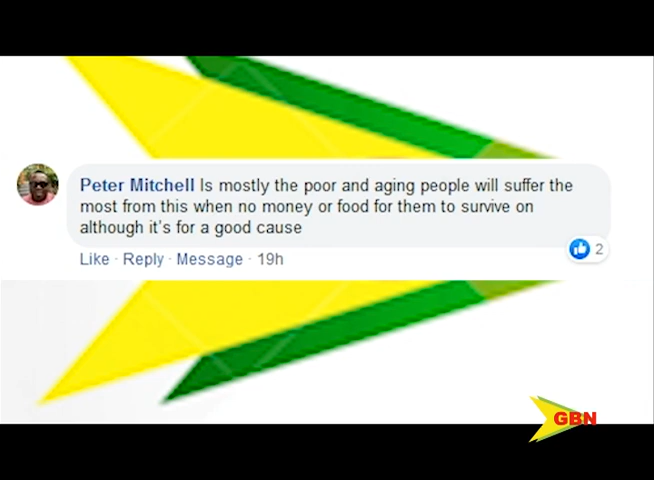 Peter Mitchell Is mostly the poor and aging people will suffer the
most from this when no money or food for them to survive on
although it's for a good cause
2
Like · Reply · Message · 19h
GBN